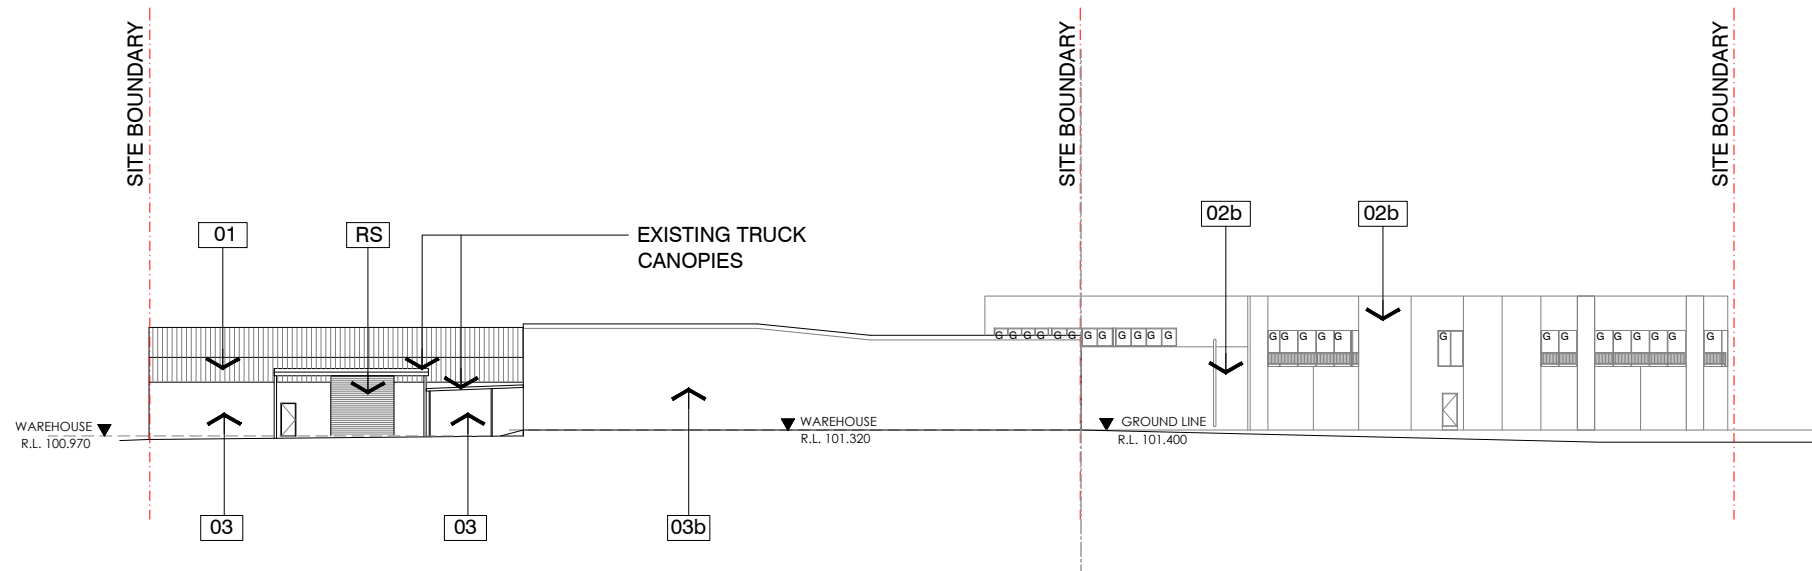 SITE BOUNDARY
SITE BOUNDARY
SITE BOUNDARY
01
RS
EXISTING TRUCK
CANOPIES
02b
02b
G G G G G G G G G G G G
G G G G G
G
G G
G G G G G
G
WAREHOUSE
R.L. 100.970
WAREHOUSE
R.L. 101.320
GROUND LINE
R.L. 101.400
03
03
03b